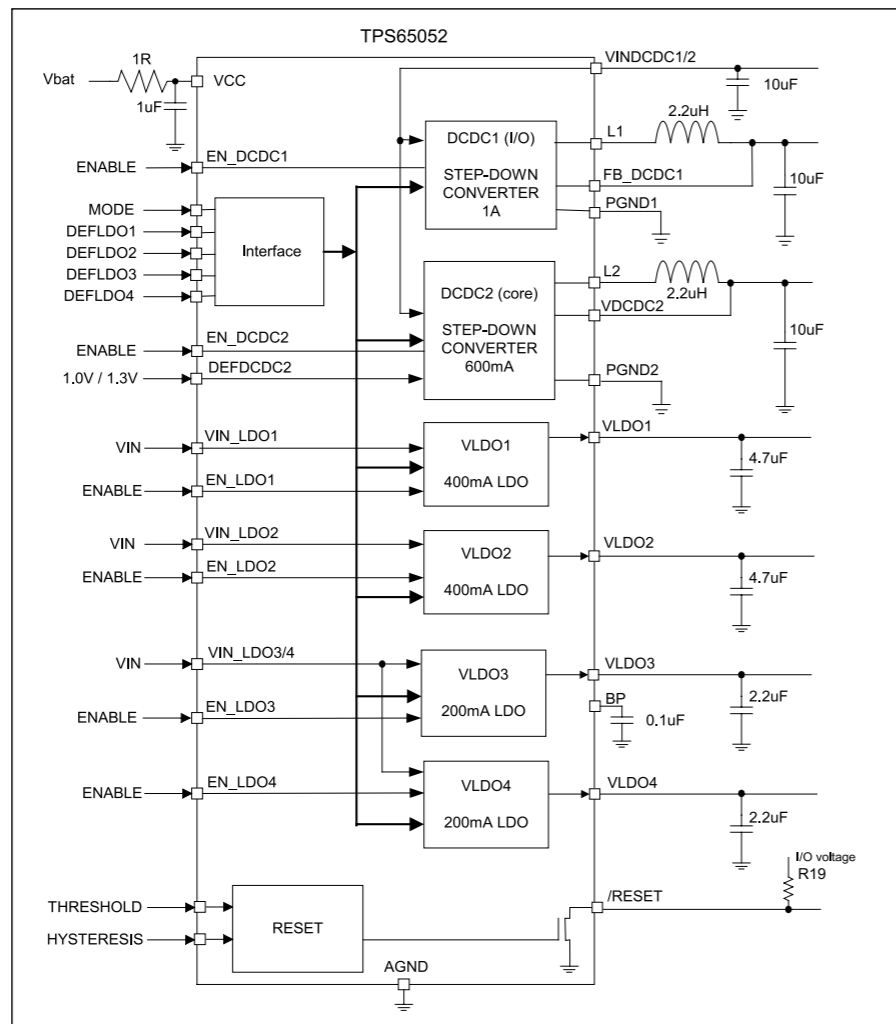 TPS65052
1R
Vbat
VCC
1uF
VINDCDC1/2
10uF
2.2uH
L1
DCDC1 (I/O)
STEP-DOWN
CONVERTER
1A
ENABLE
EN_DCDC1
FB_DCDC1
10uF
PGND1
MODE
DEFLDO1
DEFLDO2
DEFLDO3
DEFLDO4
Interface
L2
2.2uH
DCDC2 (core)
STEP-DOWN
CONVERTER
600mA
VDCDC2
10uF
ENABLE
EN_DCDC2
1.0V / 1.3V
DEFDCDC2
PGND2
VIN
VIN_LDO1
VLDO1
400mA LDO
VLDO1
4.7uF
ENABLE
EN_LDO1
VIN
VIN_LDO2
VLDO2
400mA LDO
VLDO2
4.7uF
ENABLE
EN_LDO2
VIN
VIN_LDO3/4
VLDO3
200mA LDO
VLDO3
2.2uF
BP
0.1uF
ENABLE
EN_LDO3
ENABLE
EN_LDO4
VLDO4
200mA LDO
VLDO4
2.2uF
I/O voltage
R19
THRESHOLD
HYSTERESIS
RESET
/RESET
AGND